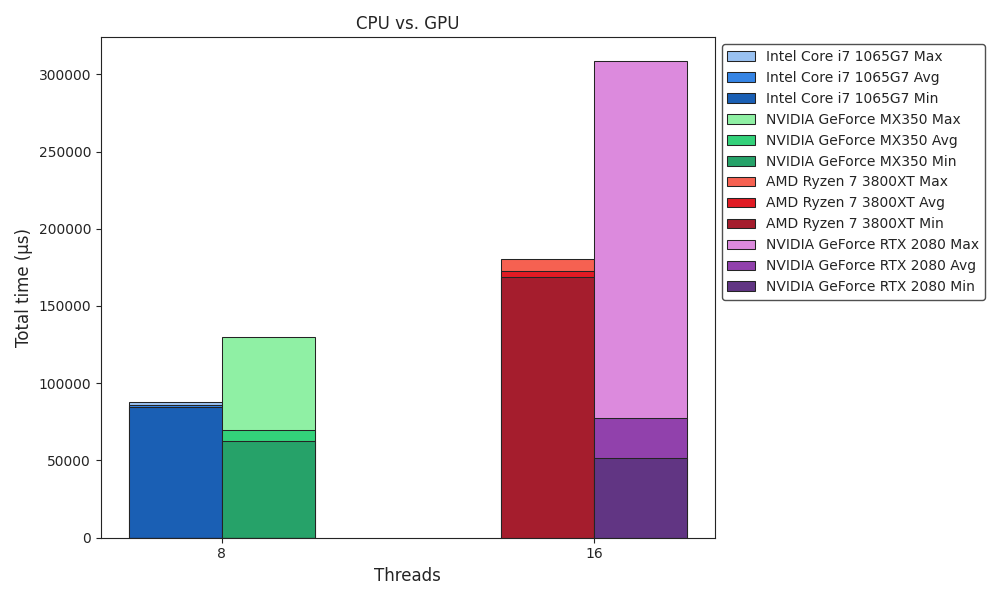 CPU vs. GPU
Total time (μs)
300000
250000
200000
150000
100000
50000
0
8
16
Threads
Intel Core i7 1065G7 Max
Intel Core i7 1065G7 Avg
Intel Core i7 1065G7 Min
NVIDIA GeForce MX350 Max
NVIDIA GeForce MX350 Avg
NVIDIA GeForce MX350 Min
AMD Ryzen 7 3800XT Max
AMD Ryzen 7 3800XT Avg
AMD Ryzen 7 3800XT Min
NVIDIA GeForce RTX 2080 Max
NVIDIA GeForce RTX 2080 Avg
NVIDIA GeForce RTX 2080 Min